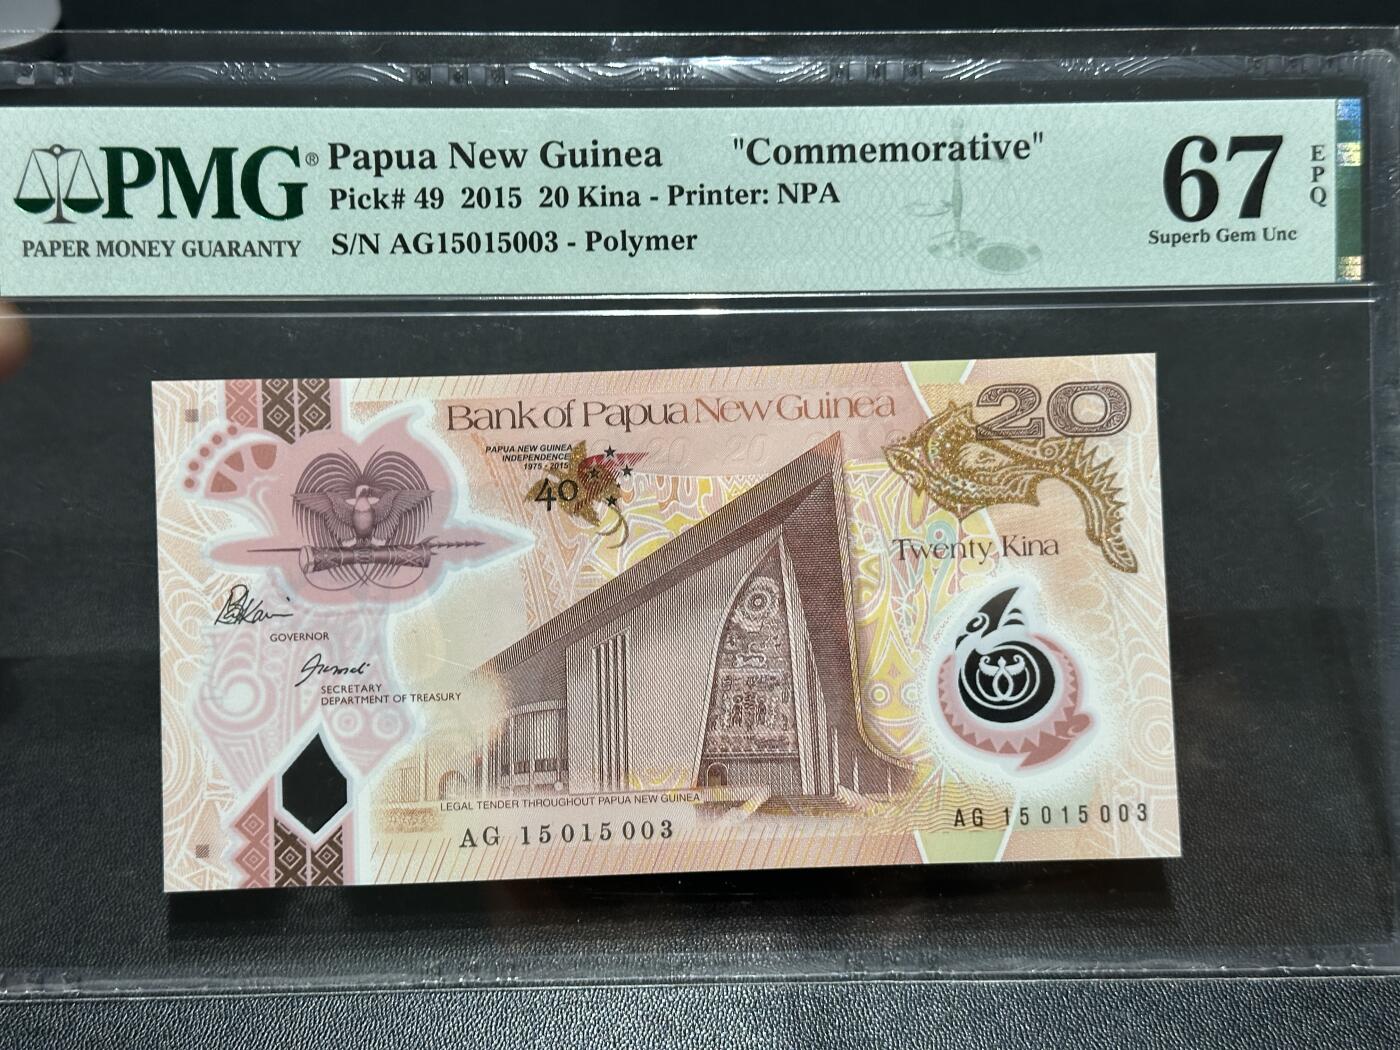 PMG®
PAPER MONEY GUARANTY
Papua New Guinea "Commemorative"
Pick# 49 2015 20 Kina - Printer: NPA
S/N AG15015003 - Polymer
67
EPQ
Superb Gem Unc
Bank of Papua New Guinea
20
PAPUA NEW GUINEA
INDEPENDENCE
1975 - 2015
40
Twenty Kina
GOVERNOR
SECRETARY
DEPARTMENT OF TREASURY
LEGAL TENDER THROUGHOUT PAPUA NEW GUINEA
AG 15015003
AG 15015003